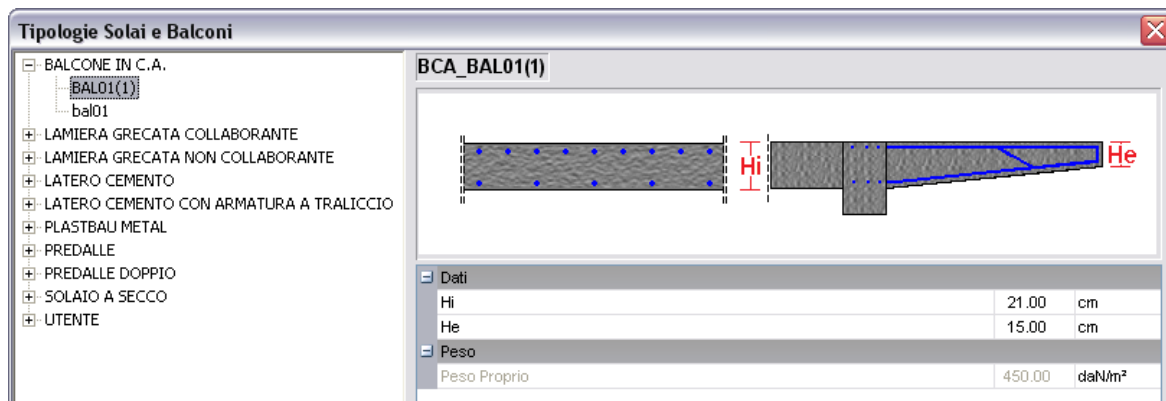 Tipologie Solai e Balconi
BALCONE IN C.A.
BAL01(1)
bal01
LAMIERA GRECATA COLLABORANTE
LAMIERA GRECATA NON COLLABORANTE
LATERO CEMENTO
LATERO CEMENTO CON ARMATURA A TRALICCIO
PLASTBAU METAL
PREDALLE
PREDALLE DOPPIO
SOLAIO A SECCO
UTENTE
BCA_BAL01(1)
Hi He
Dati
Hi 21.00 cm
He 15.00 cm
Peso
Peso Proprio 450.00 daN/m²